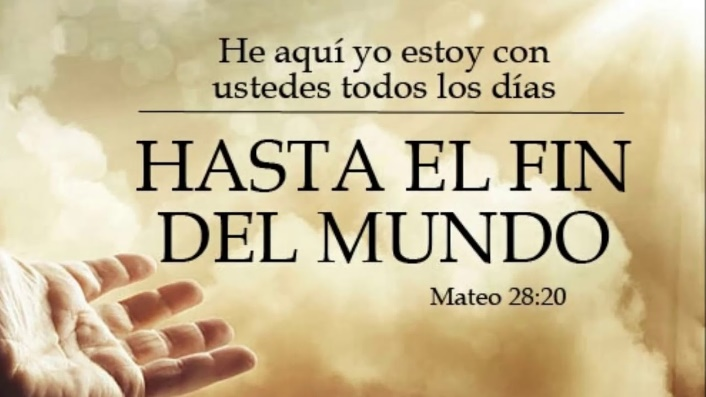 He aquí yo estoy con
ustedes todos los días
HASTA EL FIN
DEL MUNDO
Mateo 28:20